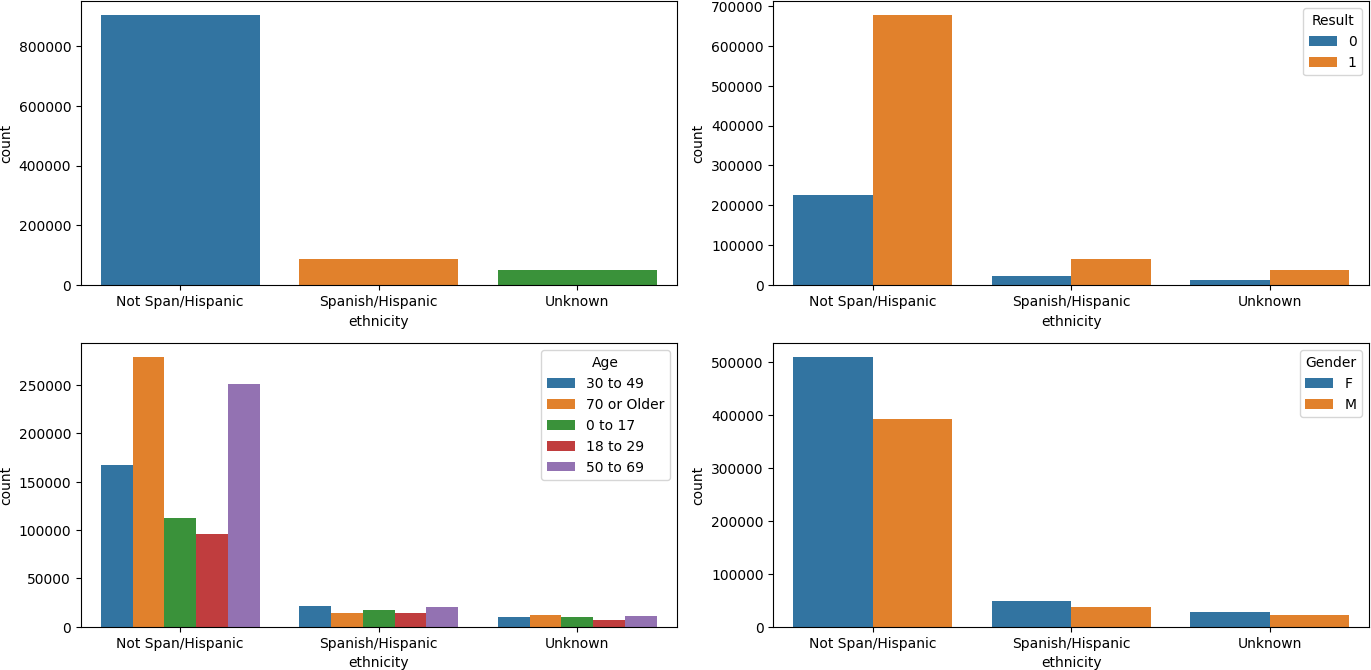 800000
600000
400000
200000
0
count
Not Span/Hispanic
Spanish/Hispanic
Unknown
ethnicity
700000
600000
500000
400000
300000
200000
100000
0
count
Result
0
1
Not Span/Hispanic
Spanish/Hispanic
Unknown
ethnicity
250000
200000
150000
100000
50000
0
count
Age
30 to 49
70 or Older
0 to 17
18 to 29
50 to 69
Not Span/Hispanic
Spanish/Hispanic
Unknown
ethnicity
500000
400000
300000
200000
100000
0
count
Gender
F
M
Not Span/Hispanic
Spanish/Hispanic
Unknown
ethnicity